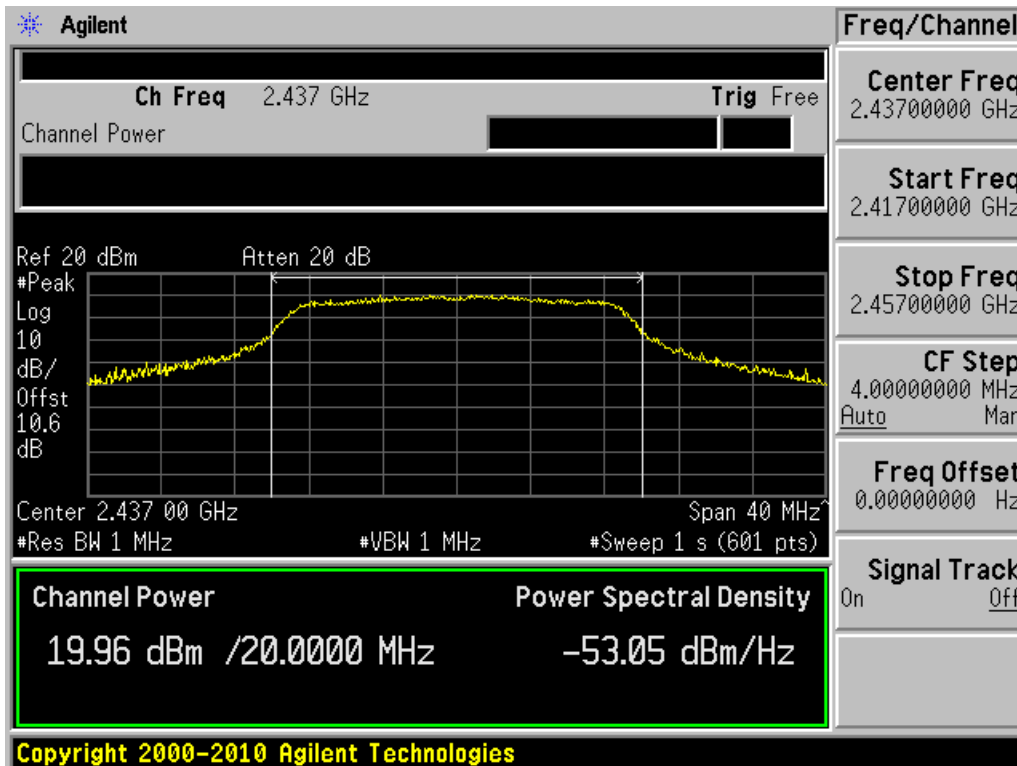 Agilent
Freq/Channel
Ch Freq 2.437 GHz
Trig Free
Channel Power
Center Freq
2.43700000 GHz
Start Freq
2.41700000 GHz
Stop Freq
2.45700000 GHz
CF Step
4.00000000 MHz
Auto Man
Freq Offset
0.00000000 Hz
Signal Track
On Off
Ref 20 dBm Atten 20 dB
#Peak
Log
10
dB/
Offst
10.6
dB
Center 2.437 00 GHz Span 40 MHz^
#Res BW 1 MHz #VBW 1 MHz #Sweep 1 s (601 pts)
Channel Power Power Spectral Density
19.96 dBm /20.0000 MHz -53.05 dBm/Hz
Copyright 2000-2010 Agilent Technologies